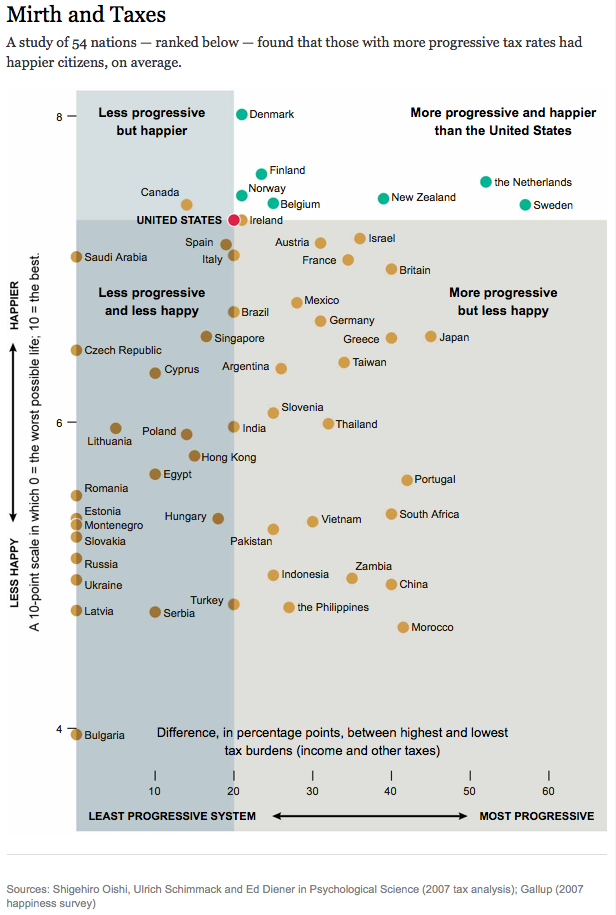 Mirth and Taxes
A study of 54 nations — ranked below — found that those with more progressive tax rates had
happier citizens, on average.
Less progressive
but happier
More progressive and happier
than the United States
8
Denmark
Finland
the Netherlands
Norway
Canada
New Zealand
Belgium
Sweden
UNITED STATES
Ireland
Spain
Austria
Israel
Italy
France
Saudi Arabia
Britain
Less progressive
and less happy
More progressive
but less happy
Mexico
Brazil
Germany
Singapore
Greece
Japan
Czech Republic
Cyprus
Argentina
Taiwan
Slovenia
6
Lithuania
Poland
India
Thailand
Hong Kong
Egypt
Portugal
Romania
Estonia
Hungary
Vietnam
South Africa
Montenegro
Slovakia
Pakistan
Russia
Zambia
Ukraine
Indonesia
China
Latvia
Serbia
Turkey
the Philippines
Morocco
4
Bulgaria
Difference, in percentage points, between highest and lowest
tax burdens (income and other taxes)
10
20
30
40
50
60
LEAST PROGRESSIVE SYSTEM
MOST PROGRESSIVE
HAPPIER
LESS HAPPY
A 10-point scale in which 0 = the worst possible life; 10 = the best.
Sources: Shigehiro Oishi, Ulrich Schimmack and Ed Diener in Psychological Science (2007 tax analysis); Gallup (2007
happiness survey)